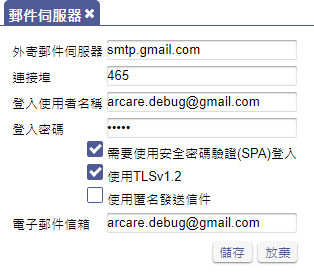 郵件伺服器 ×
外寄郵件伺服器 smtp.gmail.com
連接埠 465
登入使用者名稱 arcare.debug@gmail.com
登入密碼 •••••
需要使用安全密碼驗證(SPA)登入
使用TLSv1.2
使用匿名發送信件
電子郵件信箱 arcare.debug@gmail.com
儲存 放棄